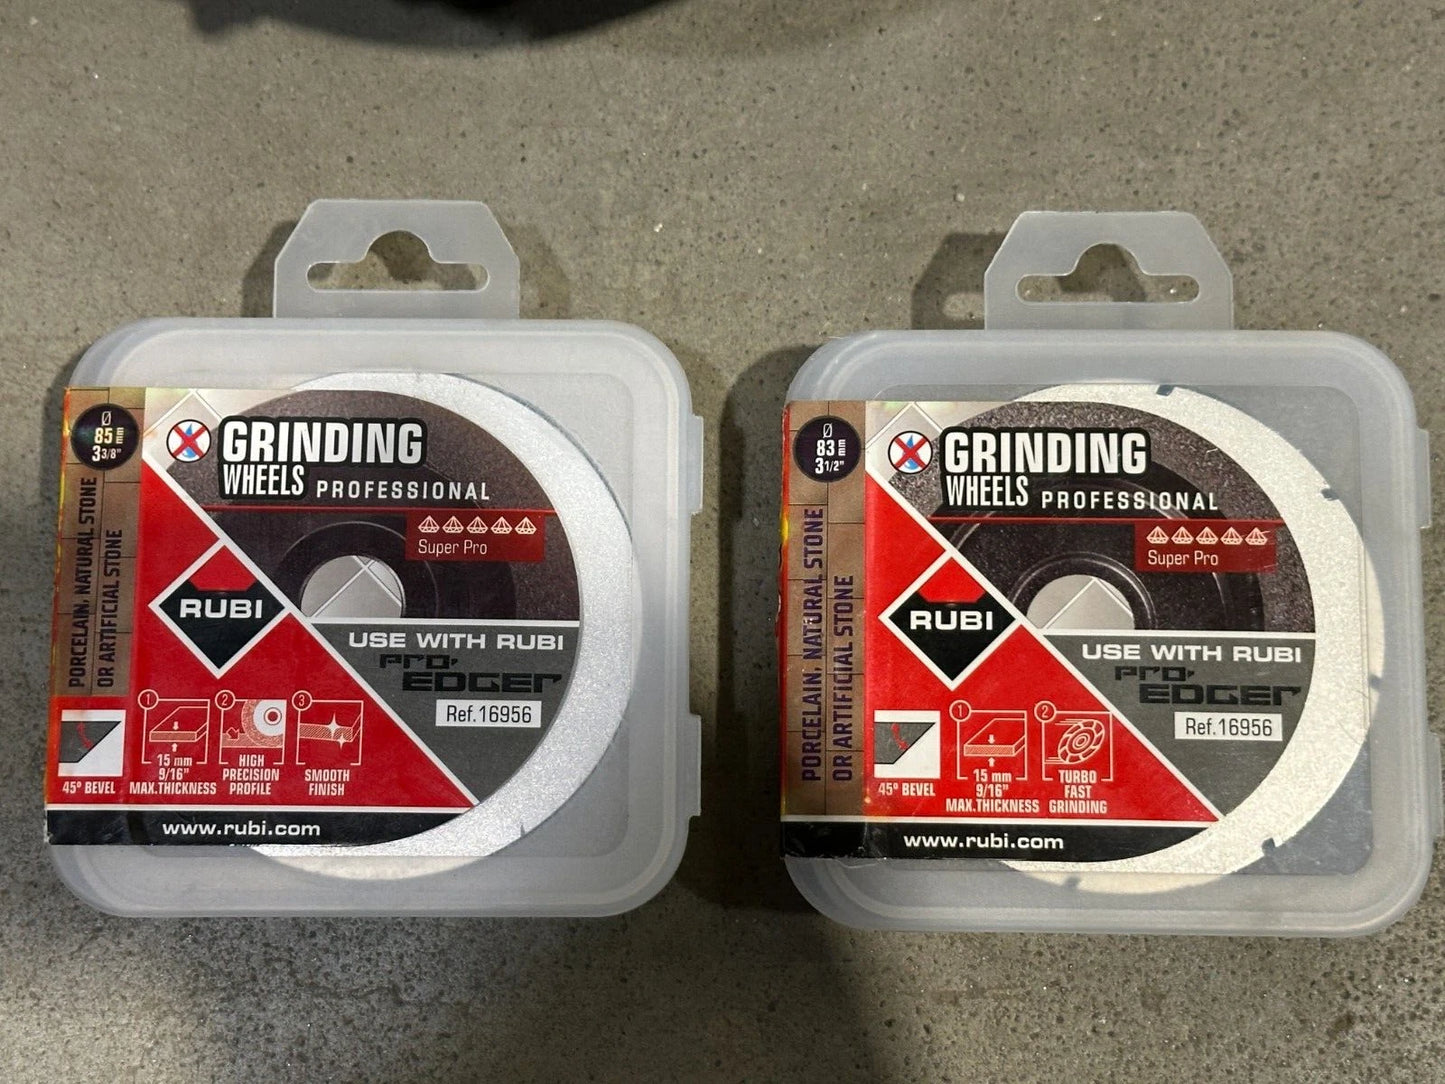 Ø
85 mm
3 3/8"
GRINDING
WHEELS PROFESSIONAL
Super Pro
PORCELAIN, NATURAL STONE
OR ARTIFICIAL STONE
RUBI
USE WITH RUBI
PRO,
EDGER
Ref.16956
45º BEVEL
1
15 mm
9/16"
MAX.THICKNESS
2
HIGH
PRECISION
PROFILE
3
SMOOTH
FINISH
www.rubi.com
Ø
83 mm
3 1/2"
GRINDING
WHEELS PROFESSIONAL
Super Pro
PORCELAIN, NATURAL STONE
OR ARTIFICIAL STONE
RUBI
USE WITH RUBI
PRO,
EDGER
Ref.16956
45º BEVEL
1
15 mm
9/16"
MAX.THICKNESS
2
TURBO
FAST
GRINDING
www.rubi.com